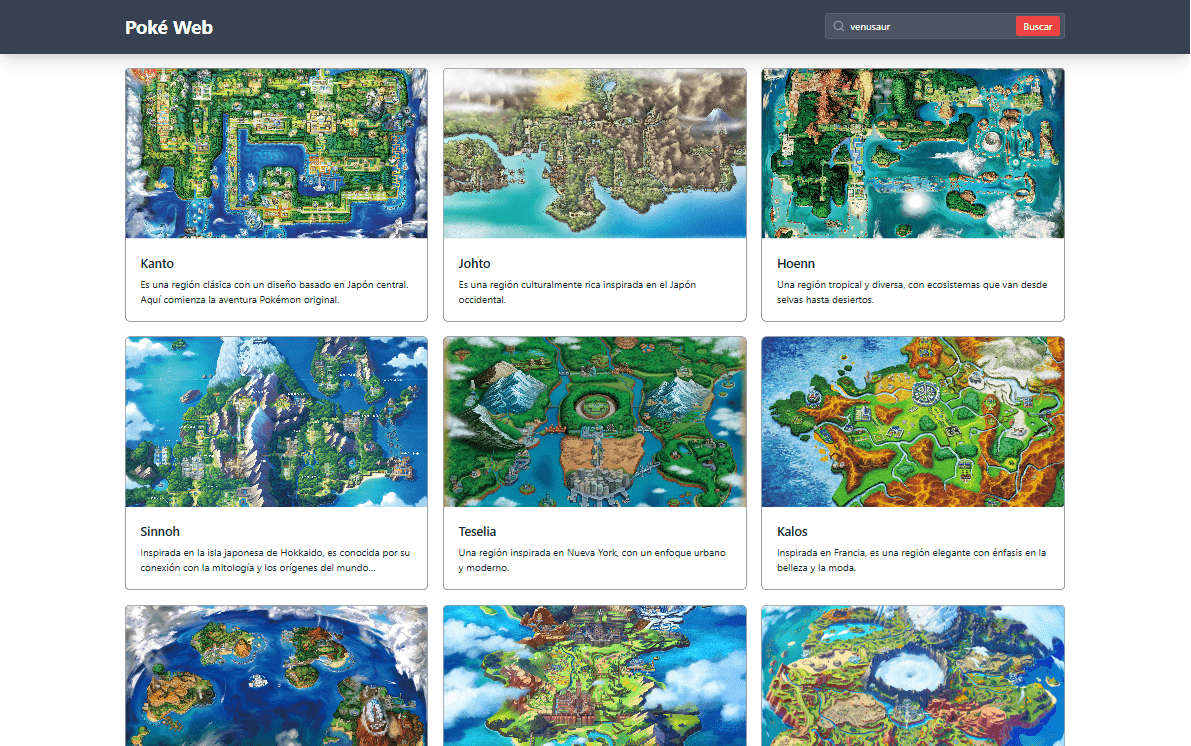 Poké Web
venusaur
Buscar
Kanto
Es una región clásica con un diseño basado en Japón central.
Aquí comienza la aventura Pokémon original.
Johto
Es una región culturalmente rica inspirada en el Japón
occidental.
Hoenn
Una región tropical y diversa, con ecosistemas que van desde
selvas hasta desiertos.
Sinnoh
Inspirada en la isla japonesa de Hokkaido, es conocida por su
conexión con la mitología y los orígenes del mundo...
Teselia
Una región inspirada en Nueva York, con un enfoque urbano
y moderno.
Kalos
Inspirada en Francia, es una región elegante con énfasis en la
belleza y la moda.